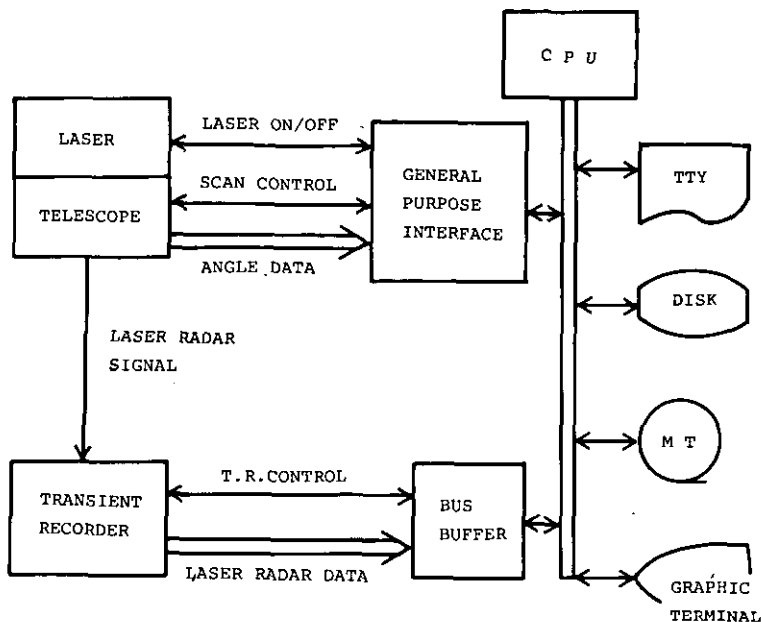 C P U
LASER
TELESCOPE
LASER ON/OFF
SCAN CONTROL
ANGLE DATA
GENERAL
PURPOSE
INTERFACE
TTY
DISK
LASER RADAR
SIGNAL
M T
TRANSIENT
RECORDER
T.R.CONTROL
LASER RADAR DATA
BUS
BUFFER
GRAPHIC
TERMINAL